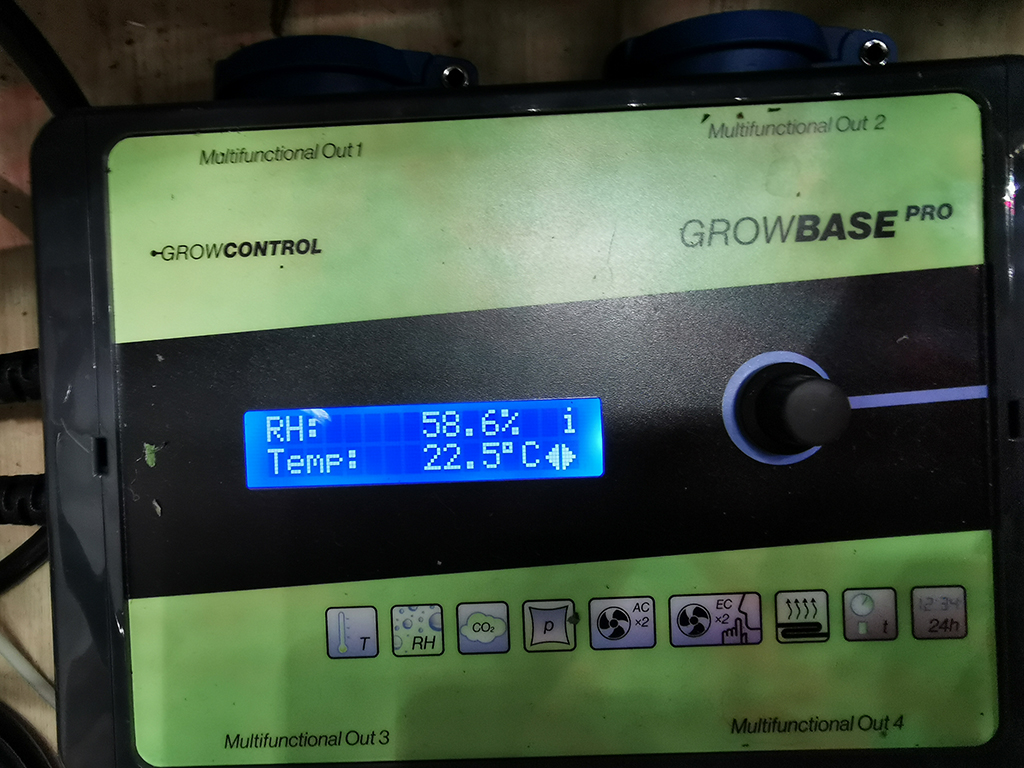 Multifunctional Out 1
Multifunctional Out 2
GROWCONTROL
GROWBASE PRO
RH: 58.6% i
Temp: 22.5°C
T
RH
CO₂
p
AC ×2
EC ×2
t
12:34
24h
Multifunctional Out 3
Multifunctional Out 4